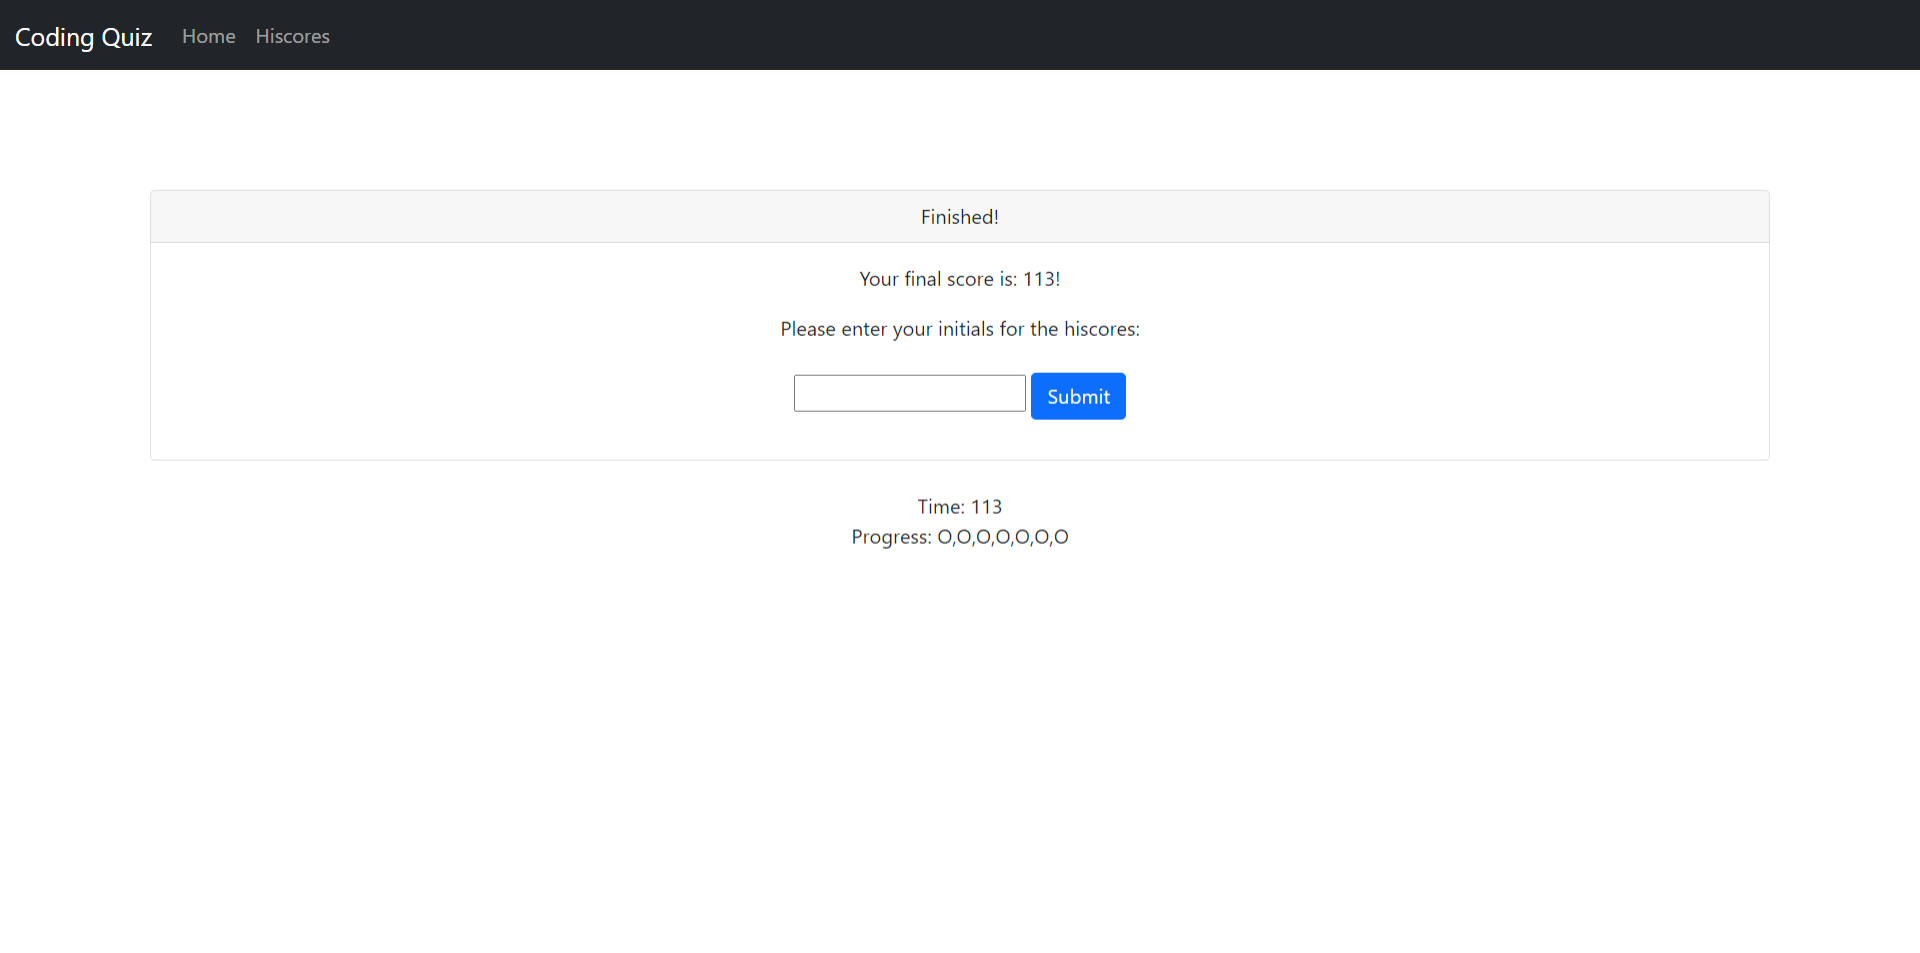 Coding Quiz Home Hiscores
Finished!
Your final score is: 113!
Please enter your initials for the hiscores:
Submit
Time: 113
Progress: O,O,O,O,O,O,O